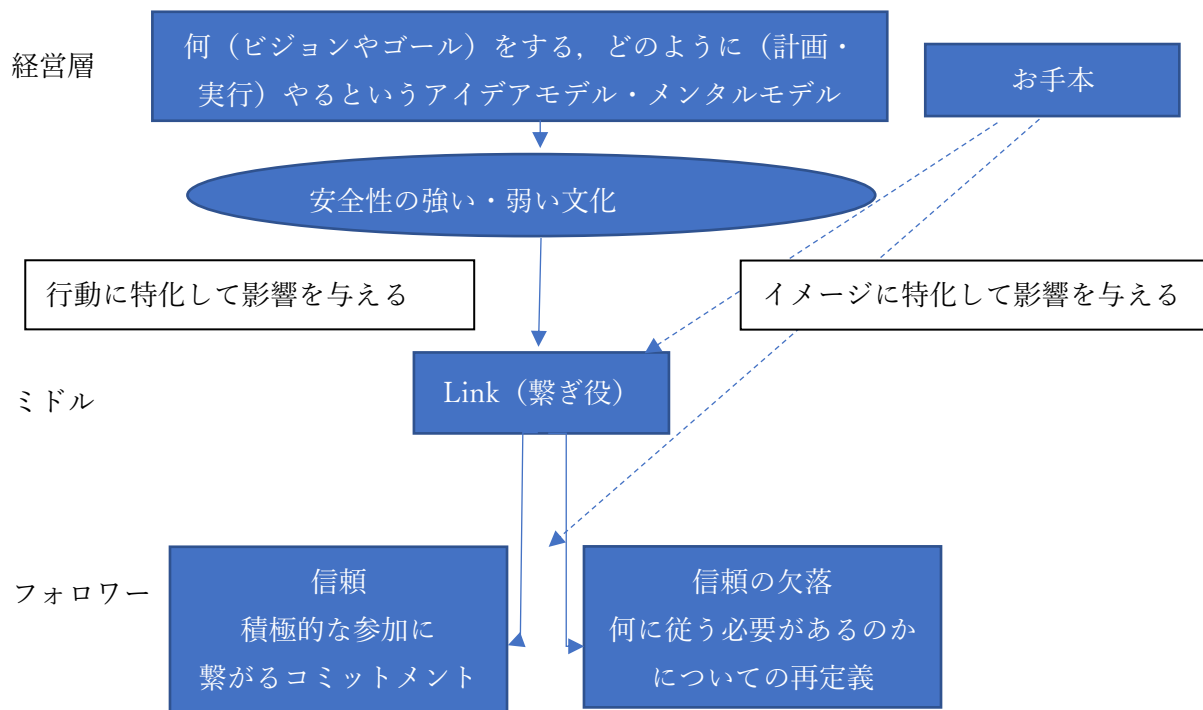 経営層
何（ビジョンやゴール）をする，どのように（計画・
実行）やるというアイデアモデル・メンタルモデル
お手本
安全性の強い・弱い文化
行動に特化して影響を与える
イメージに特化して影響を与える
ミドル
Link（繋ぎ役）
フォロワー
信頼
積極的な参加に
繋がるコミットメント
信頼の欠落
何に従う必要があるのか
についての再定義